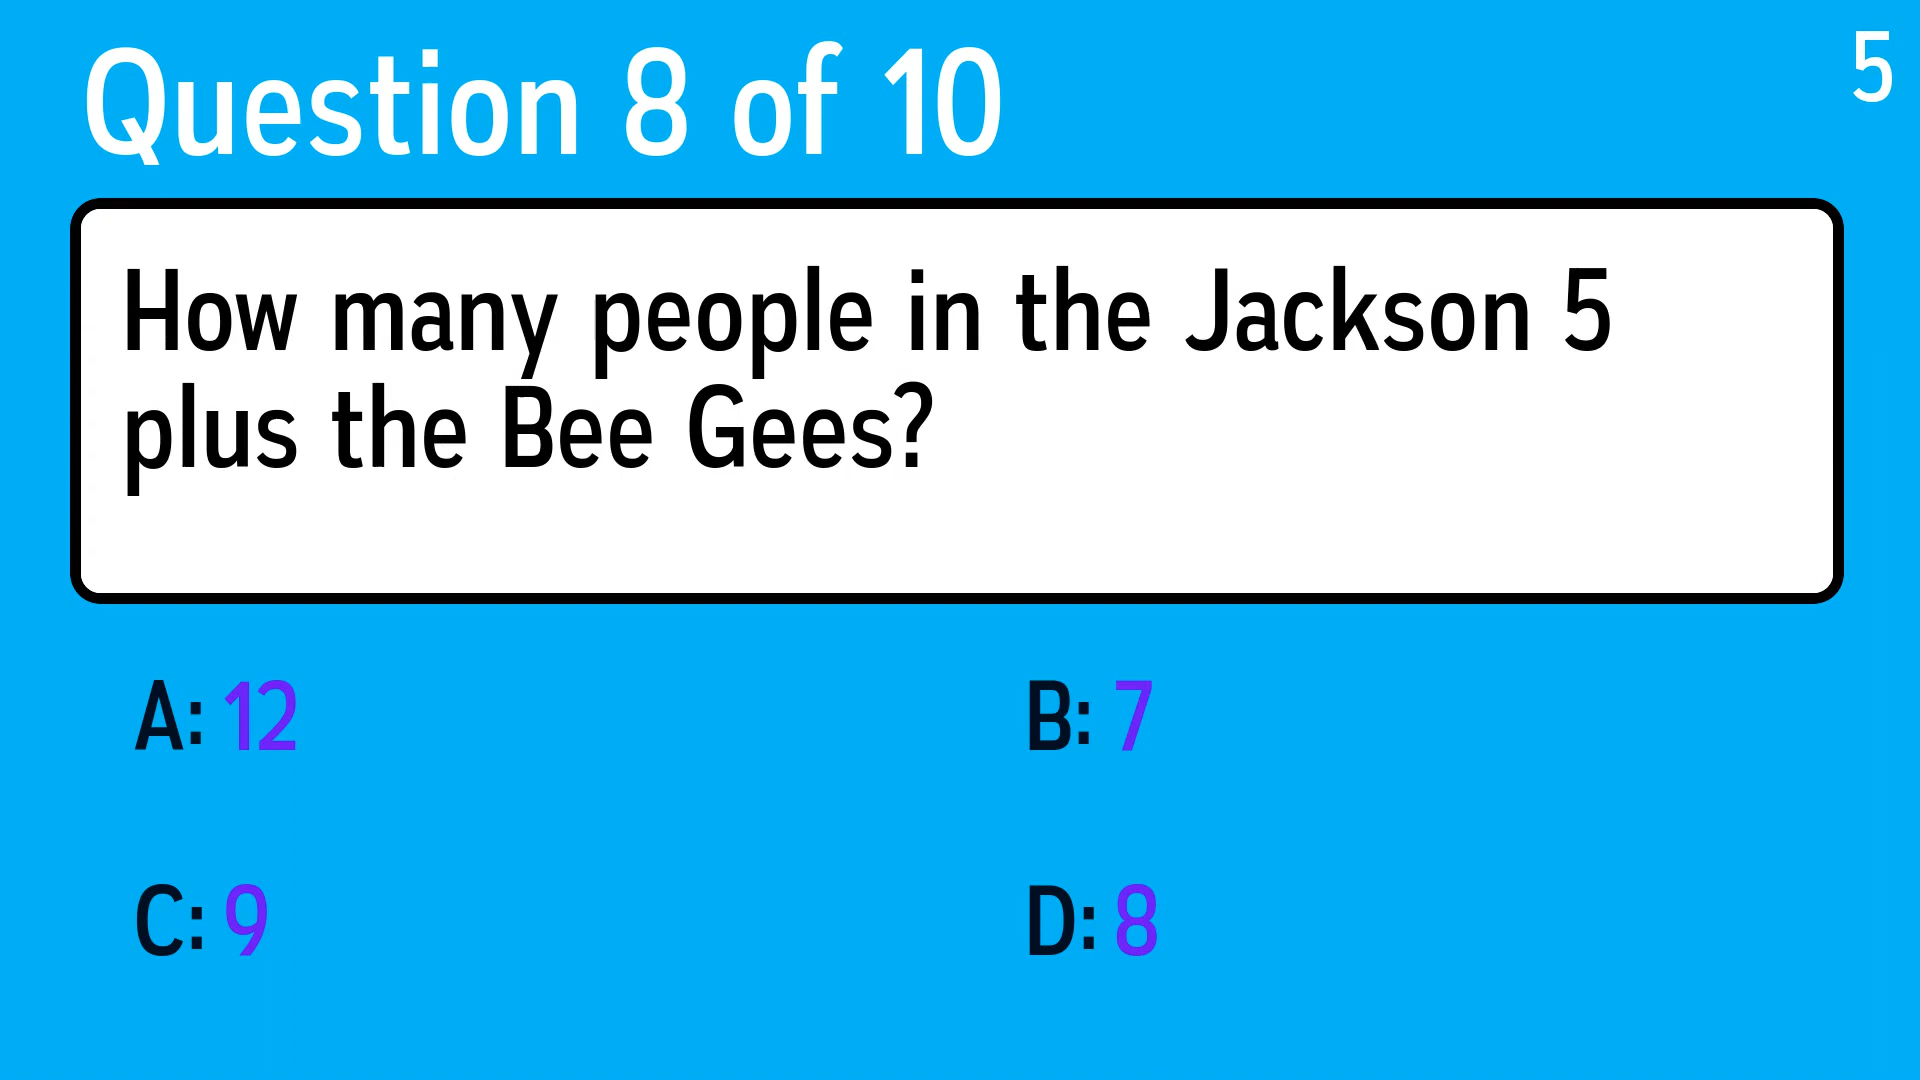 Question 8 of 10
5
How many people in the Jackson 5
plus the Bee Gees?
A: 12
B: 7
C: 9
D: 8